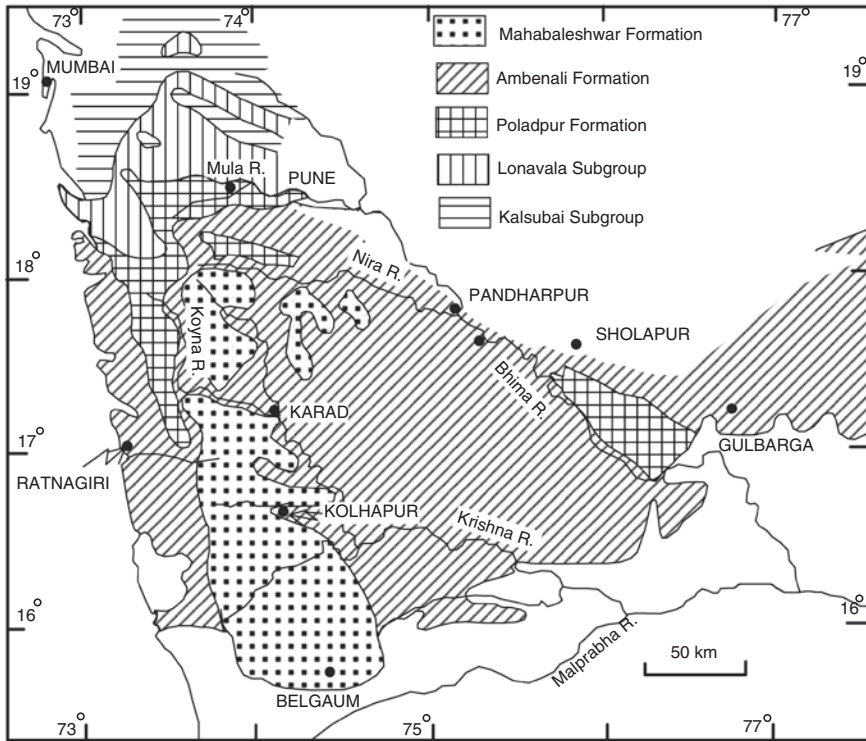 73° 74° 77°
Mahabaleshwar Formation
MUMBAI
19° 19°
Ambenali Formation
Poladpur Formation
Mula R.
Lonavala Subgroup
PUNE
Kalsubai Subgroup
Nira R.
18° 18°
PANDHARPUR
Koyna R.
SHOLAPUR
Bhima R.
KARAD
GULBARGA
17° 17°
RATNAGIRI
KOLHAPUR
Krishna R.
16° 16°
Malprabha R.
50 km
BELGAUM
73° 75° 77°